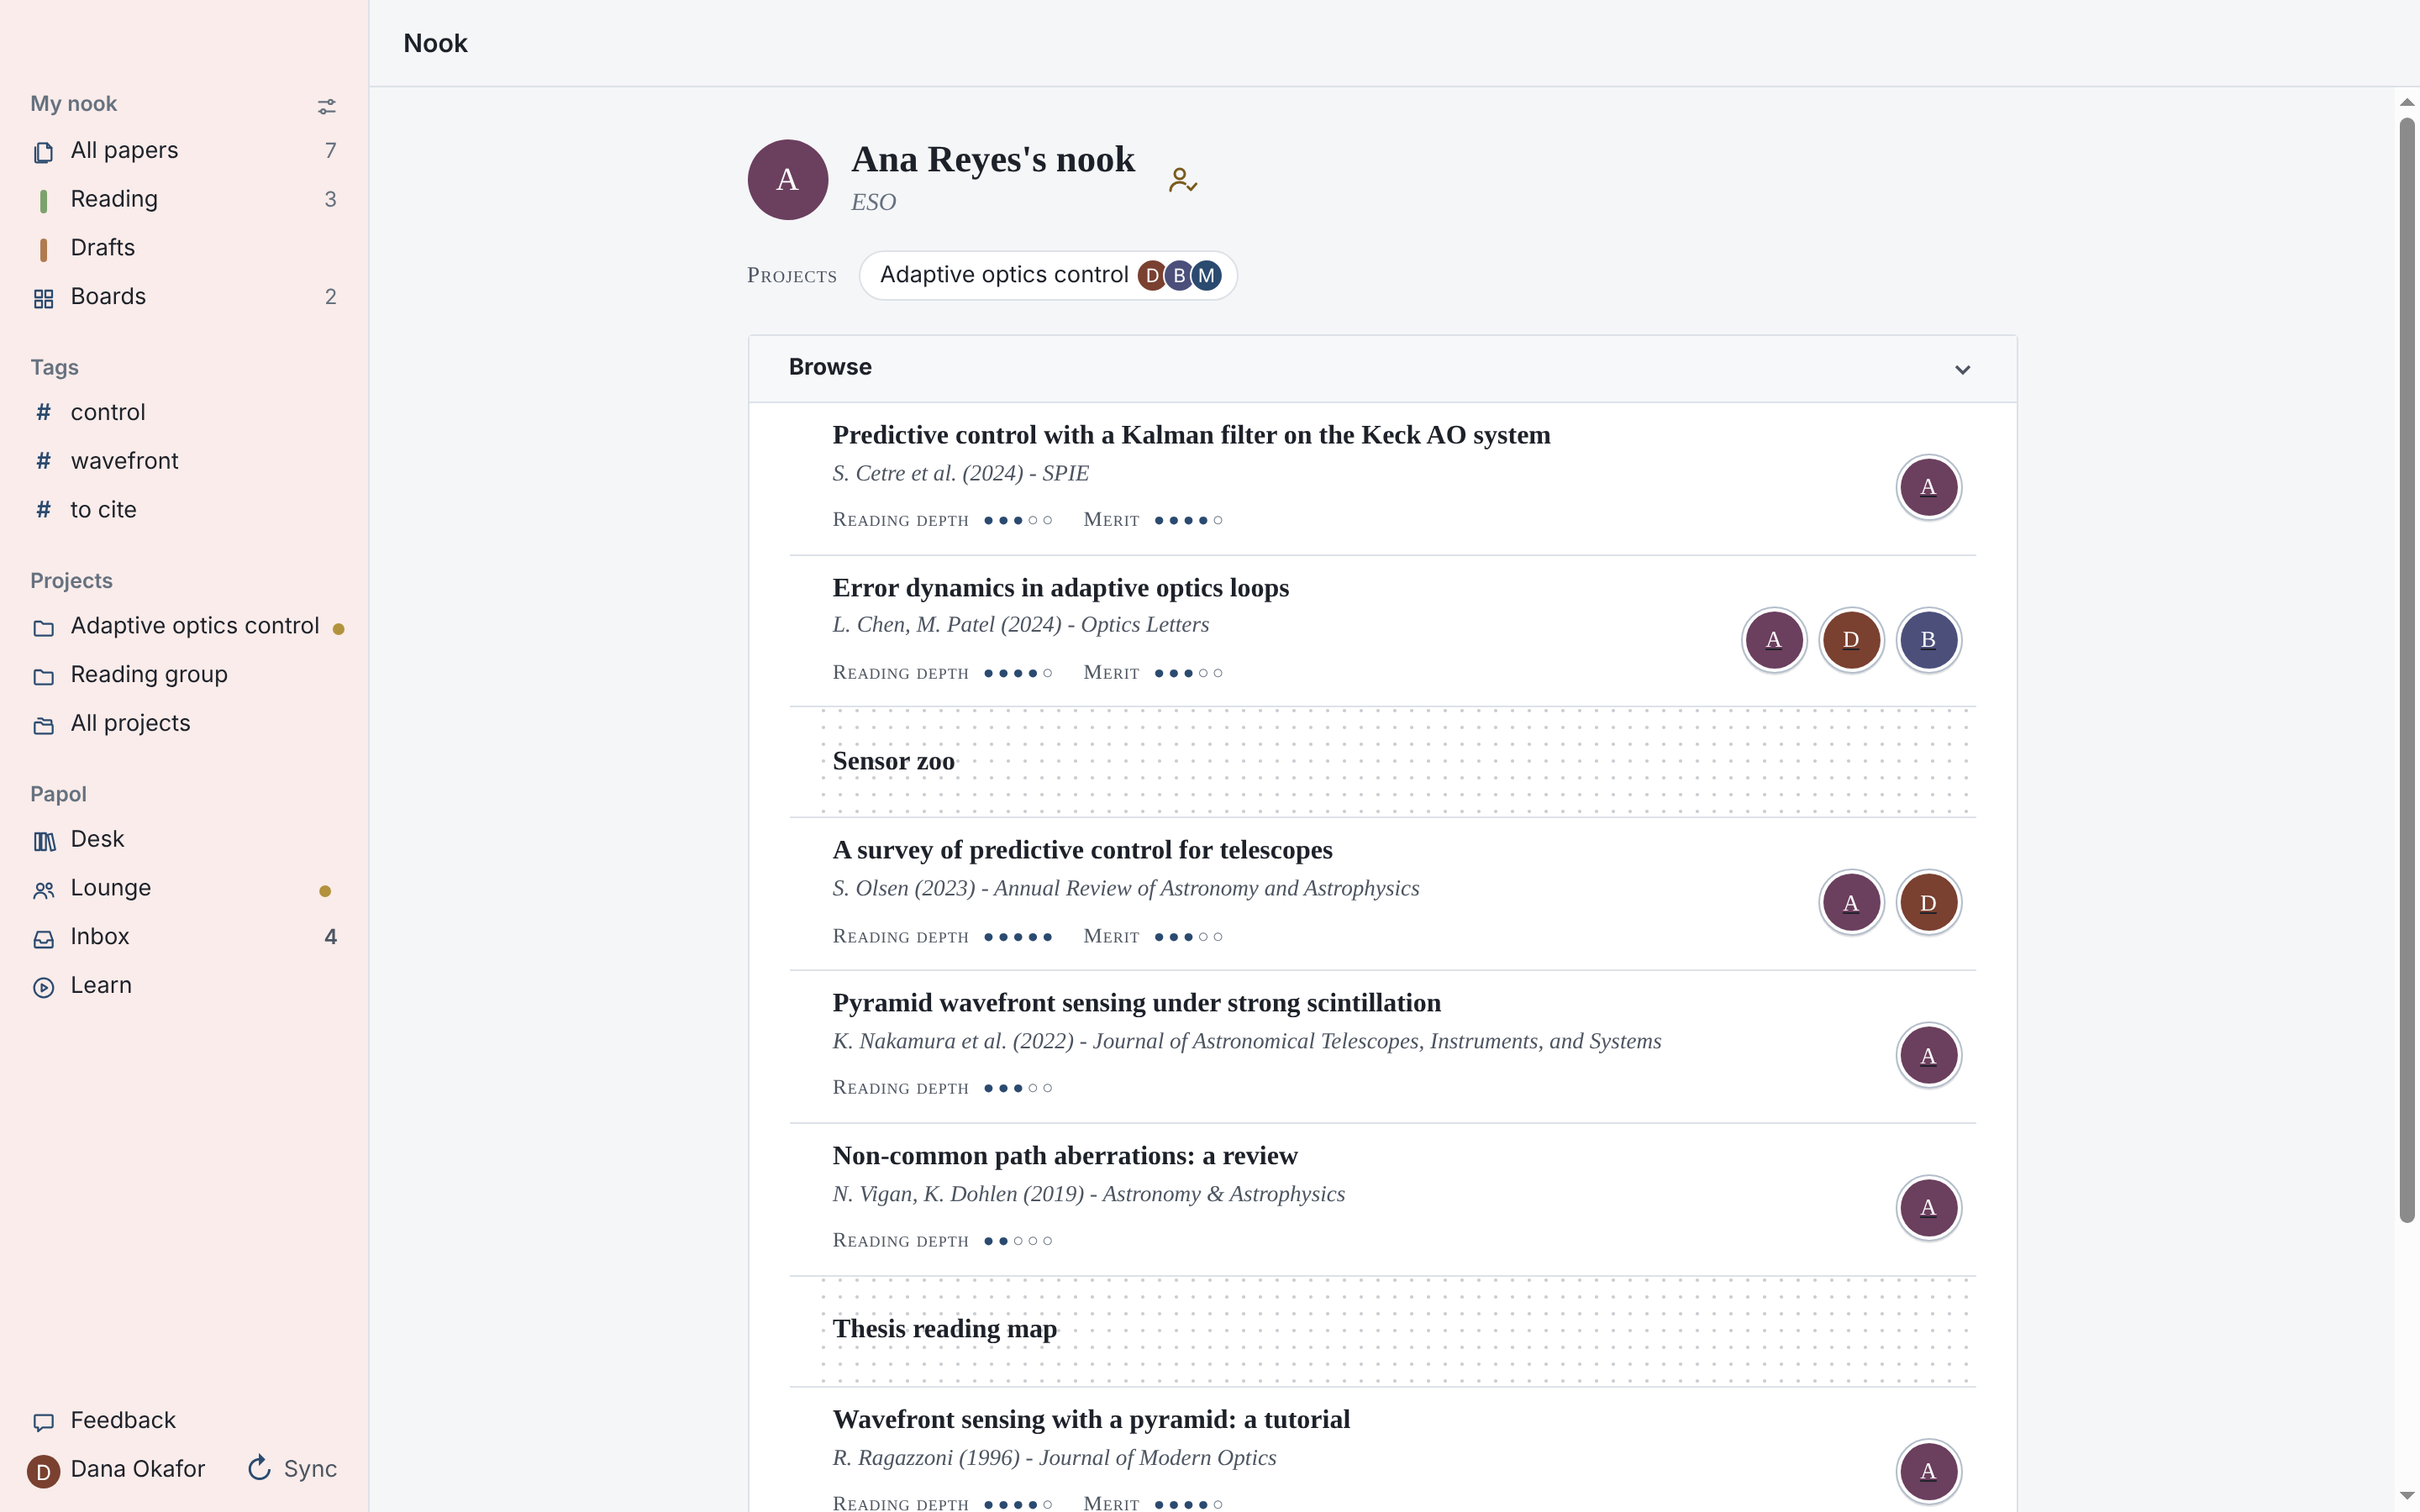 Nook
My nook
All papers 7
Reading 3
Drafts
Boards 2
Tags
# control
# wavefront
# to cite
Projects
Adaptive optics control
Reading group
All projects
Papol
Desk
Lounge
Inbox 4
Learn
Feedback
D Dana Okafor Sync
A
Ana Reyes's nook
ESO
Projects Adaptive optics control D B M
Browse
Predictive control with a Kalman filter on the Keck AO system
S. Cetre et al. (2024) - SPIE
A
Reading depth Merit
Error dynamics in adaptive optics loops
L. Chen, M. Patel (2024) - Optics Letters
A D B
Reading depth Merit
Sensor zoo
A survey of predictive control for telescopes
S. Olsen (2023) - Annual Review of Astronomy and Astrophysics
A D
Reading depth Merit
Pyramid wavefront sensing under strong scintillation
K. Nakamura et al. (2022) - Journal of Astronomical Telescopes, Instruments, and Systems
A
Reading depth
Non-common path aberrations: a review
N. Vigan, K. Dohlen (2019) - Astronomy & Astrophysics
A
Reading depth
Thesis reading map
Wavefront sensing with a pyramid: a tutorial
R. Ragazzoni (1996) - Journal of Modern Optics
A
Reading depth Merit